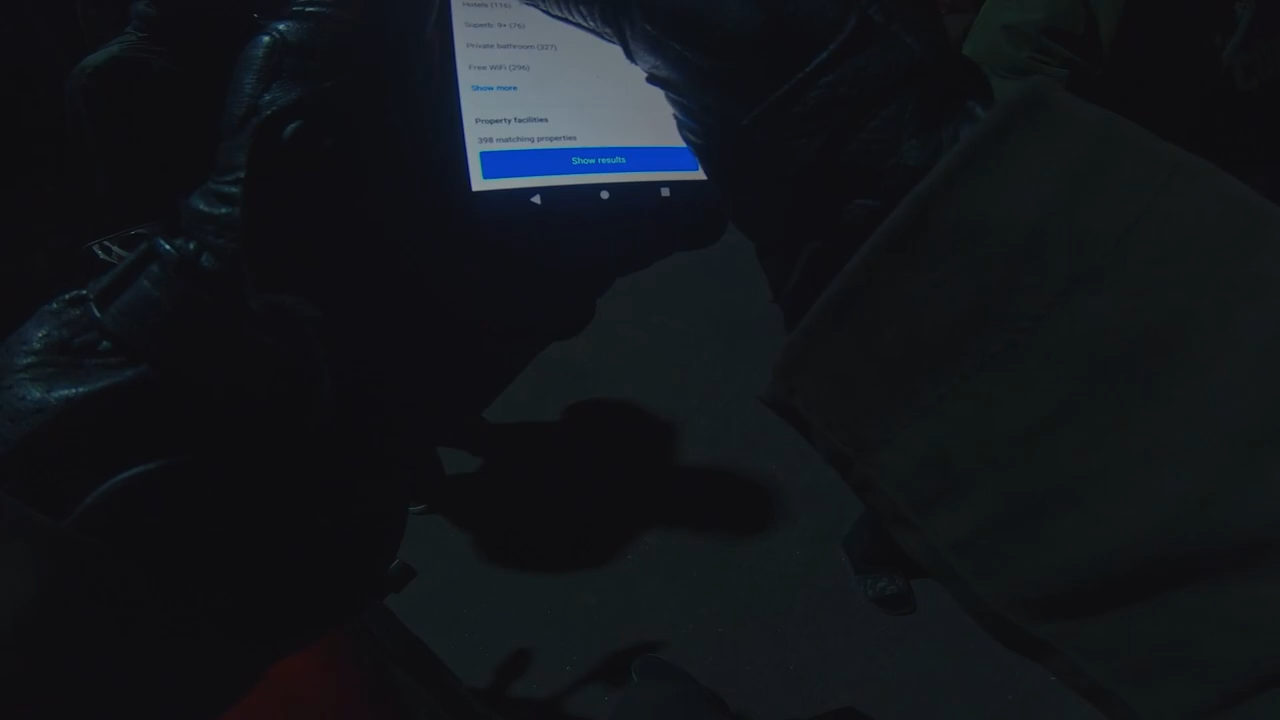 Hotels (116)
Superb: 9+ (76)
Private bathroom (327)
Free WiFi (296)
Show more
Property facilities
398 matching properties
Show results